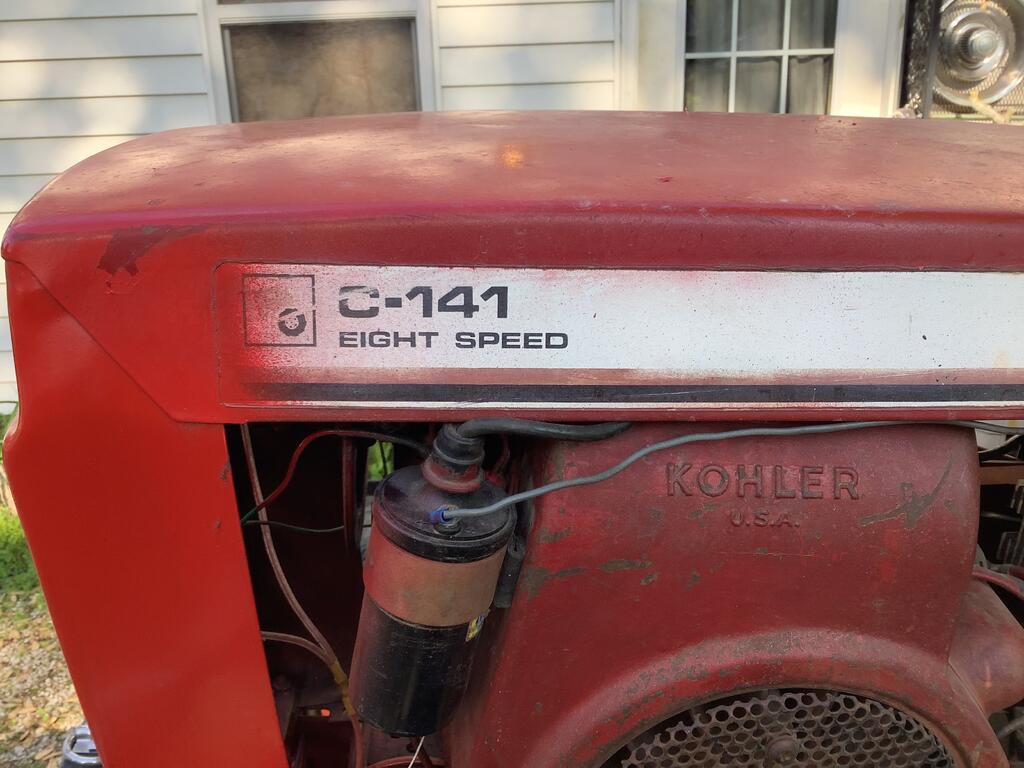 C-141
EIGHT SPEED
KOHLER
U.S.A.